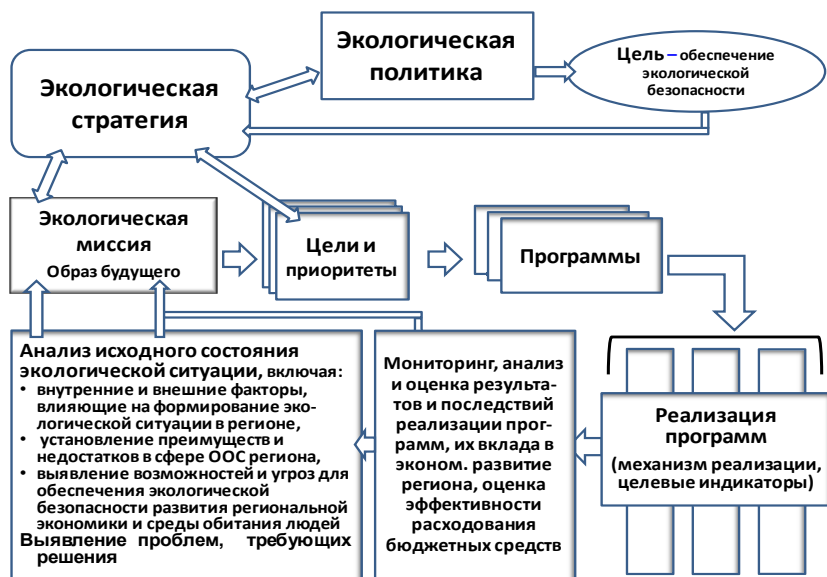 Экологическая
политика
Цель – обеспечение
экологической
безопасности
Экологическая
стратегия
Экологическая
миссия
Образ будущего
Цели и
приоритеты
Программы
Анализ исходного состояния
экологической ситуации, включая:
• внутренние и внешние факторы,
влияющие на формирование эко-
логической ситуации в регионе,
• установление преимуществ и
недостатков в сфере ООС региона,
• выявление возможностей и угроз для
обеспечения экологической
безопасности развития региональной
экономики и среды обитания людей
Выявление проблем, требующих
решения
Мониторинг, анализ
и оценка результа-
тов и последствий
реализации прог-
рамм, их вклада в
эконом. развитие
региона, оценка
эффективности
расходования
бюджетных средств
Реализация
программ
(механизм реализации,
целевые индикаторы)